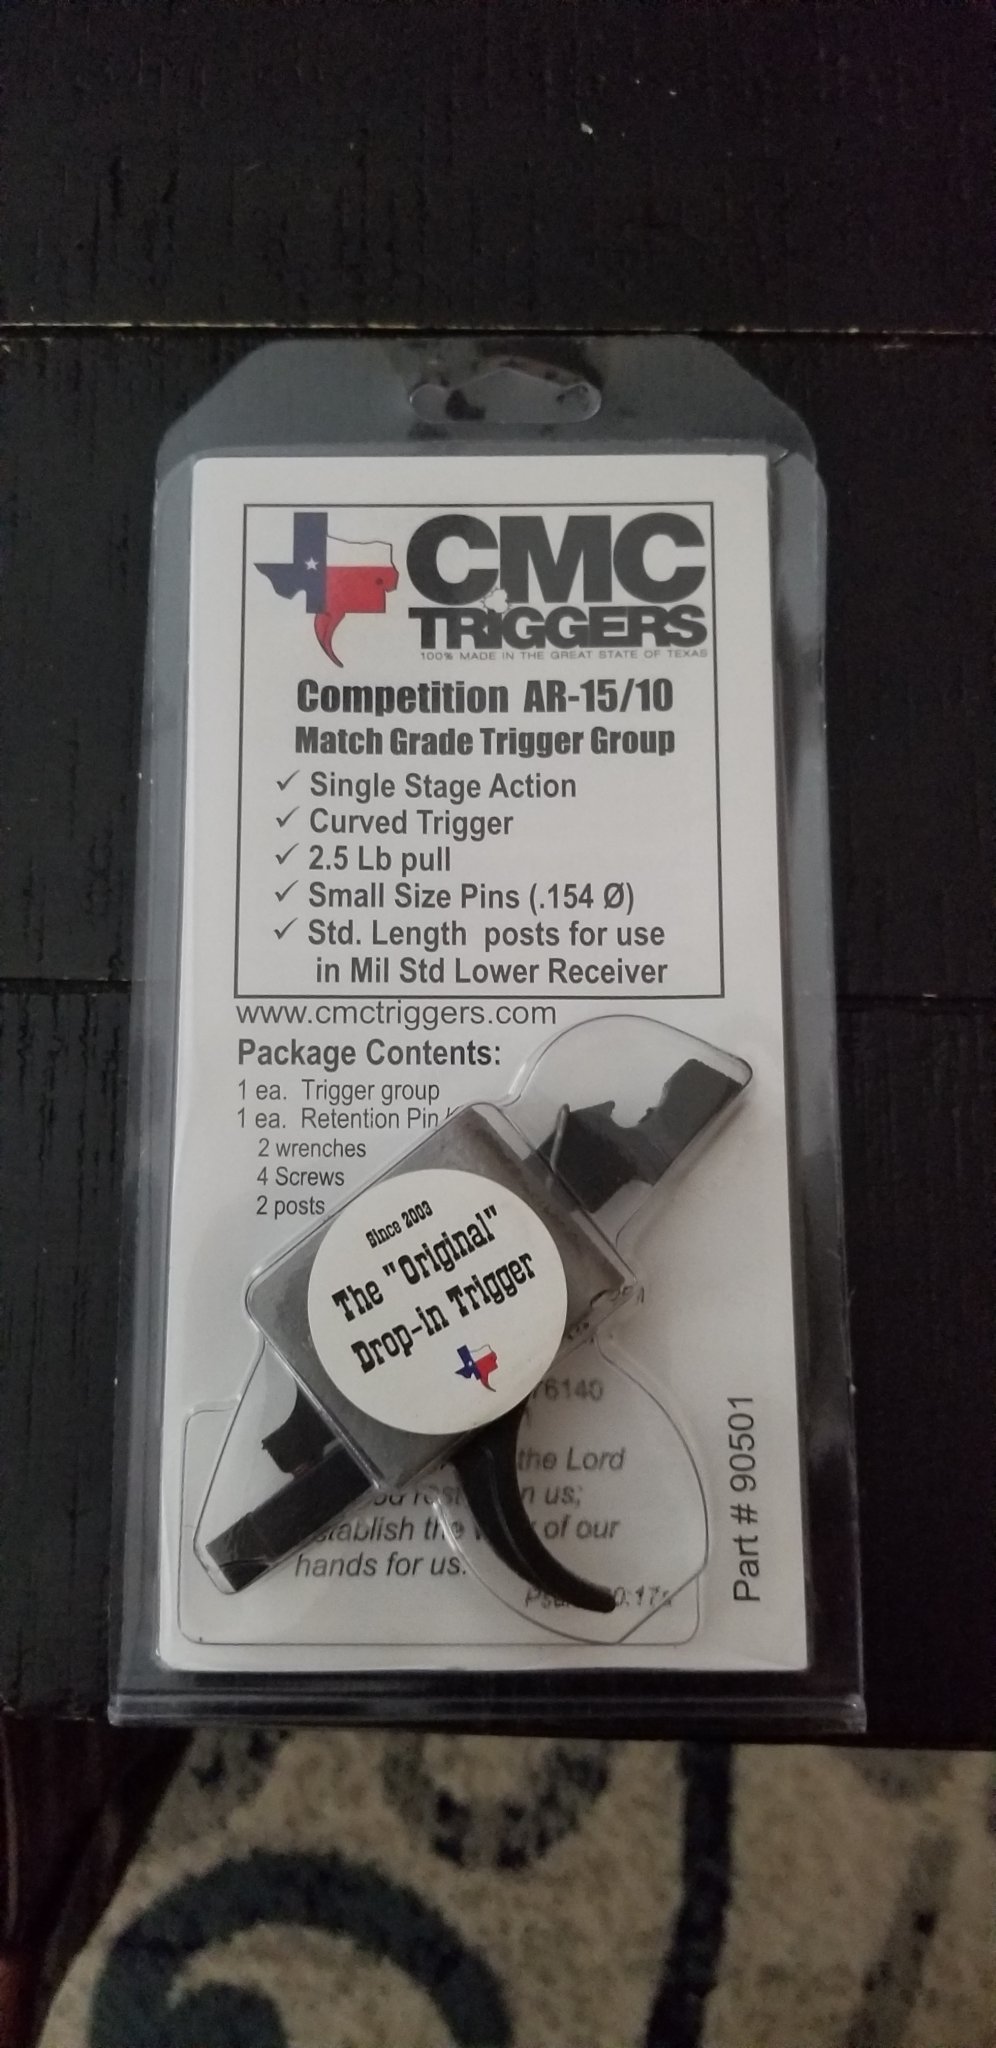 CMC
TRIGGERS
100% MADE IN THE GREAT STATE OF TEXAS
Competition AR-15/10
Match Grade Trigger Group
✓ Single Stage Action
✓ Curved Trigger
✓ 2.5 Lb pull
✓ Small Size Pins (.154 Ø)
✓ Std. Length posts for use
in Mil Std Lower Receiver
www.cmctriggers.com
Package Contents:
1 ea. Trigger group
1 ea. Retention Pin
2 wrenches
4 Screws
2 posts
Since 2003
The "Original"
Drop-in Trigger
76140
the Lord
us;
the of our
hands for us.
Part # 90501